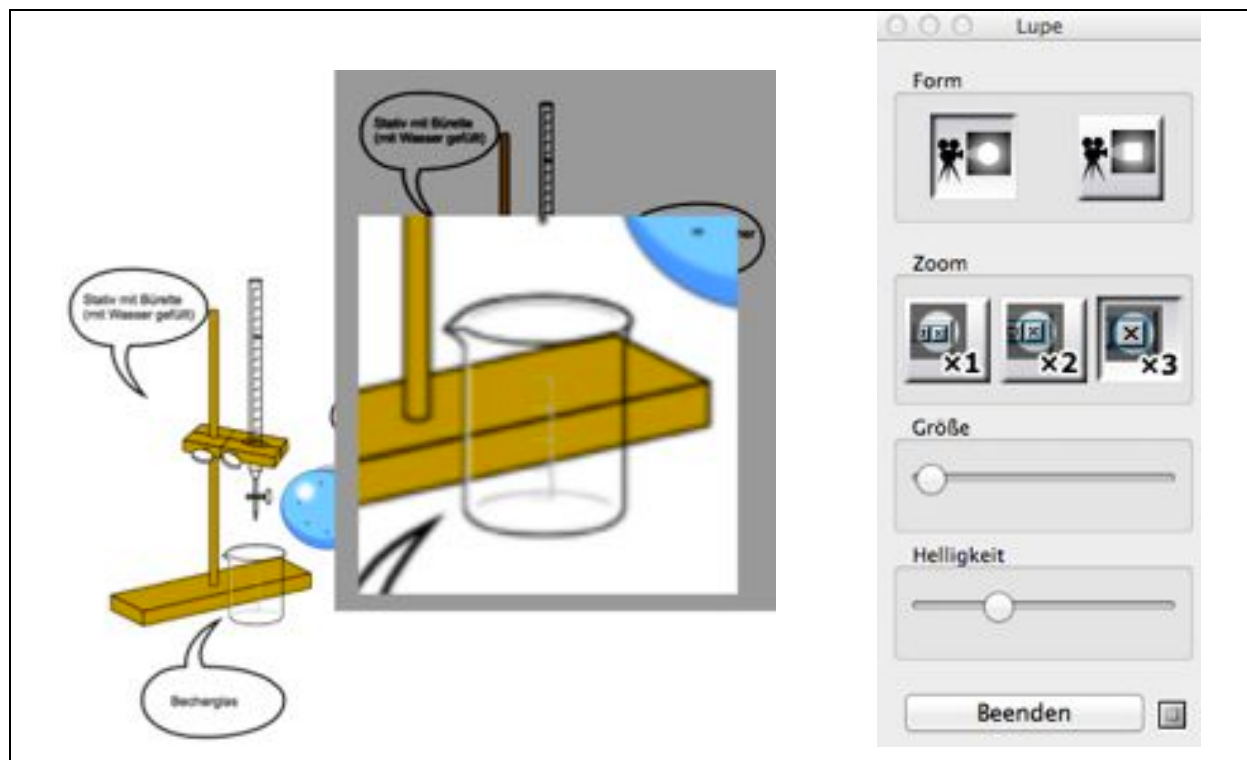 Stativ mit Bürette
(mit Wasser gefüllt)
Becherglas
Stativ mit Bürette
(mit Wasser gefüllt)
Lupe
Form
Zoom
×1
×2
×3
Größe
Helligkeit
Beenden